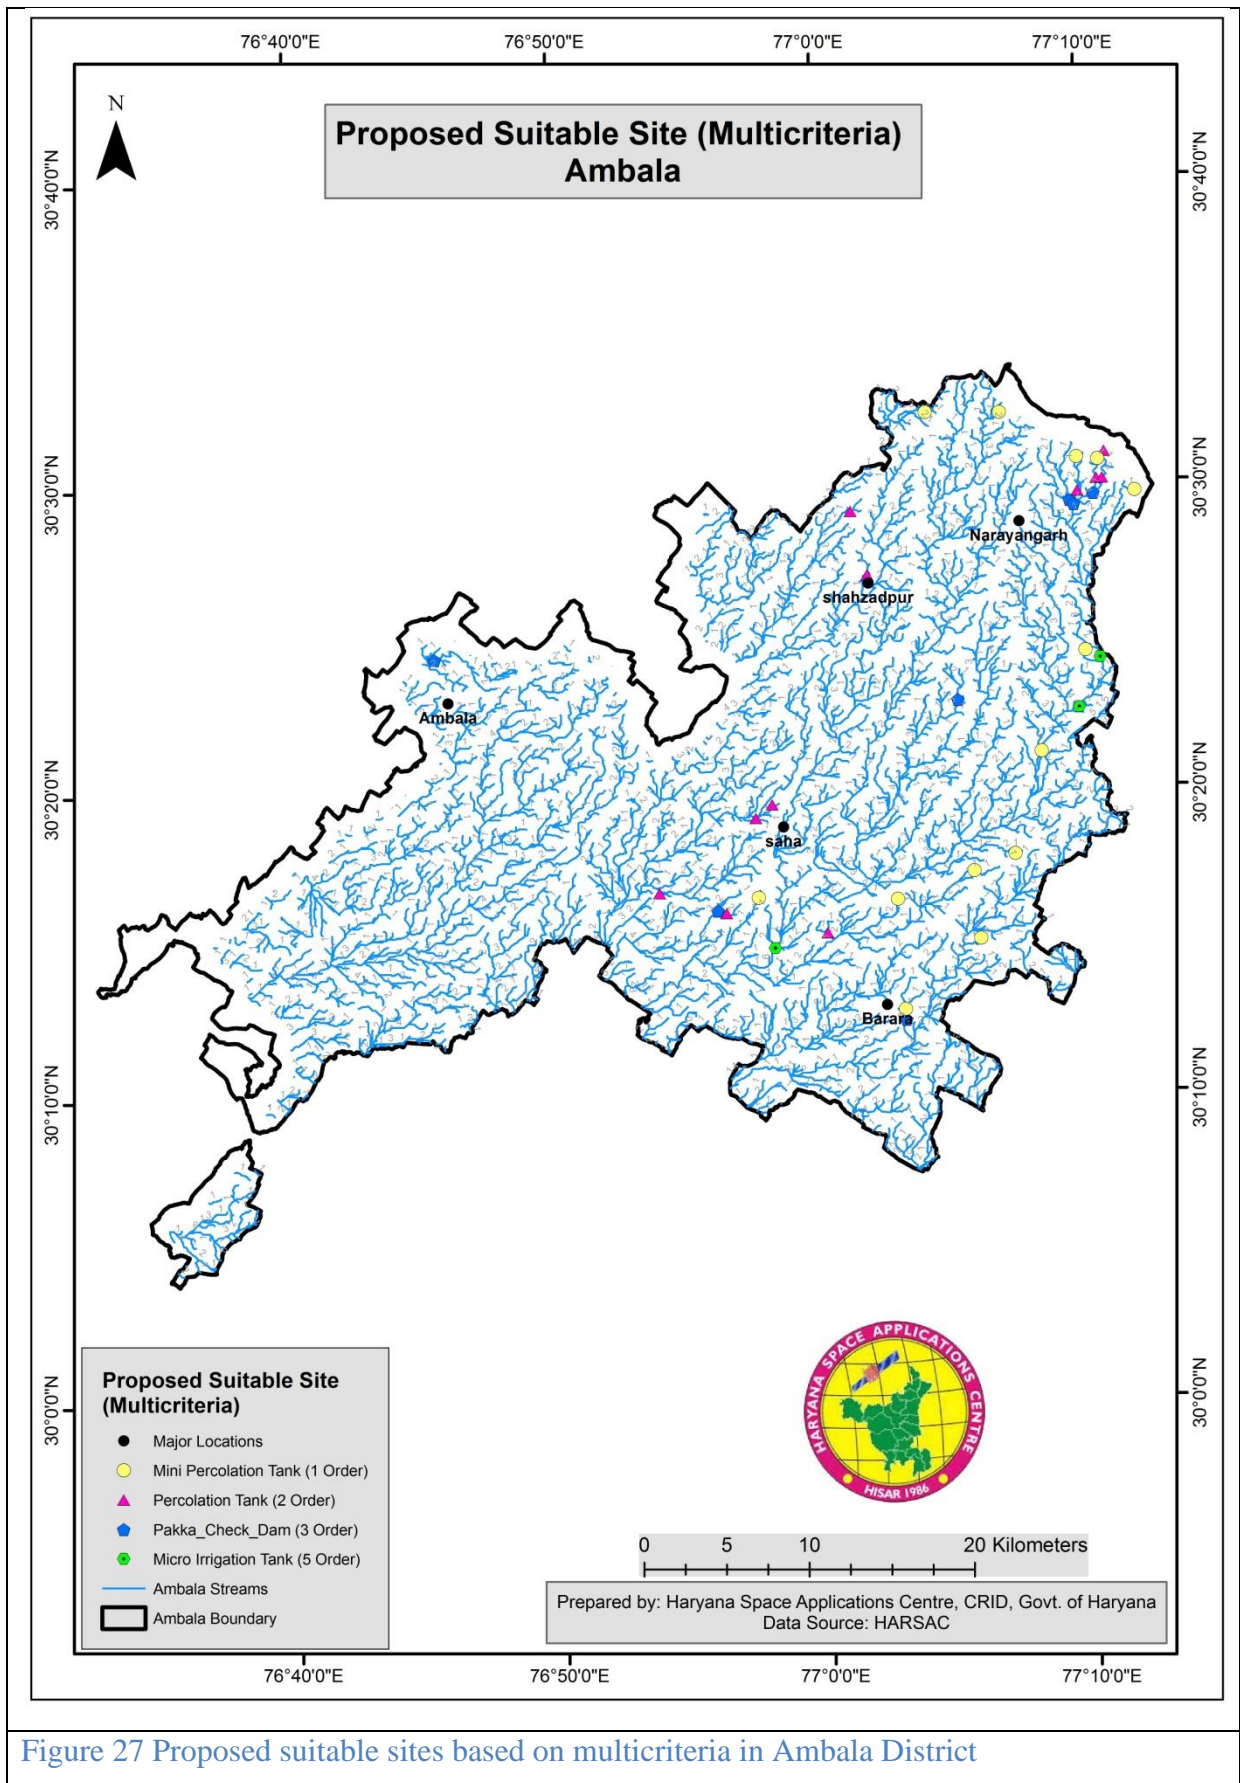 76°40'0"E
76°50'0"E
77°0'0"E
77°10'0"E
N
Proposed Suitable Site (Multicriteria)
Ambala
30°40'0"N
30°40'0"N
30°30'0"N
30°30'0"N
Narayangarh
shahzadpur
Ambala
30°20'0"N
30°20'0"N
saha
Barara
30°10'0"N
30°10'0"N
30°0'0"N
30°0'0"N
Proposed Suitable Site
(Multicriteria)
Major Locations
Mini Percolation Tank (1 Order)
Percolation Tank (2 Order)
Pakka_Check_Dam (3 Order)
Micro Irrigation Tank (5 Order)
Ambala Streams
Ambala Boundary
HARYANA SPACE APPLICATIONS CENTRE
HISAR 1986
0 5 10 20 Kilometers
Prepared by: Haryana Space Applications Centre, CRID, Govt. of Haryana
Data Source: HARSAC
76°40'0"E
76°50'0"E
77°0'0"E
77°10'0"E
Figure 27 Proposed suitable sites based on multicriteria in Ambala District